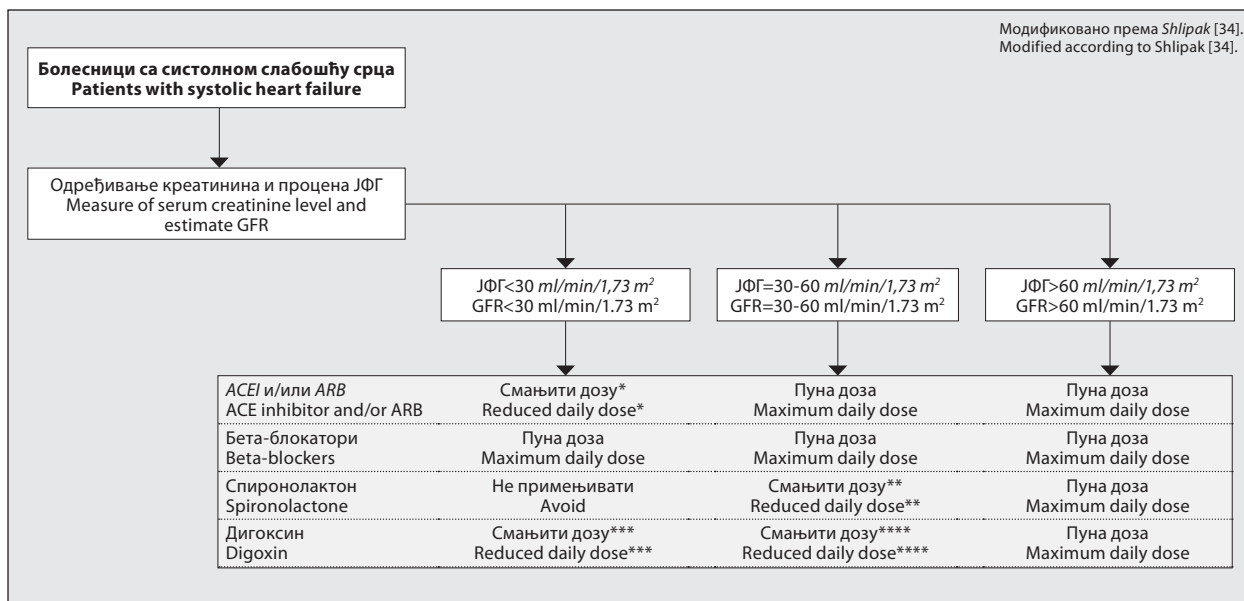 Модификовано према Shlipak [34].
Modified according to Shlipak [34].
Болесници са систолном слабошћу срца
Patients with systolic heart failure
Одређивање креатинина и процена ЈФГ
Measure of serum creatinine level and
estimate GFR
ЈФГ<30 ml/min/1,73 m²
GFR<30 ml/min/1.73 m²
ЈФГ=30-60 ml/min/1,73 m²
GFR=30-60 ml/min/1.73 m²
ЈФГ>60 ml/min/1,73 m²
GFR>60 ml/min/1.73 m²
ACEI и/или ARB Смањити дозу* Пуна доза Пуна доза
ACE inhibitor and/or ARB Reduced daily dose* Maximum daily dose Maximum daily dose
Бета-блокатори Пуна доза Пуна доза Пуна доза
Beta-blockers Maximum daily dose Maximum daily dose Maximum daily dose
Спиронолактон Не примењивати Смањити дозу** Пуна доза
Spironolactone Avoid Reduced daily dose** Maximum daily dose
Дигоксин Смањити дозу*** Смањити дозу**** Пуна доза
Digoxin Reduced daily dose*** Reduced daily dose**** Maximum daily dose